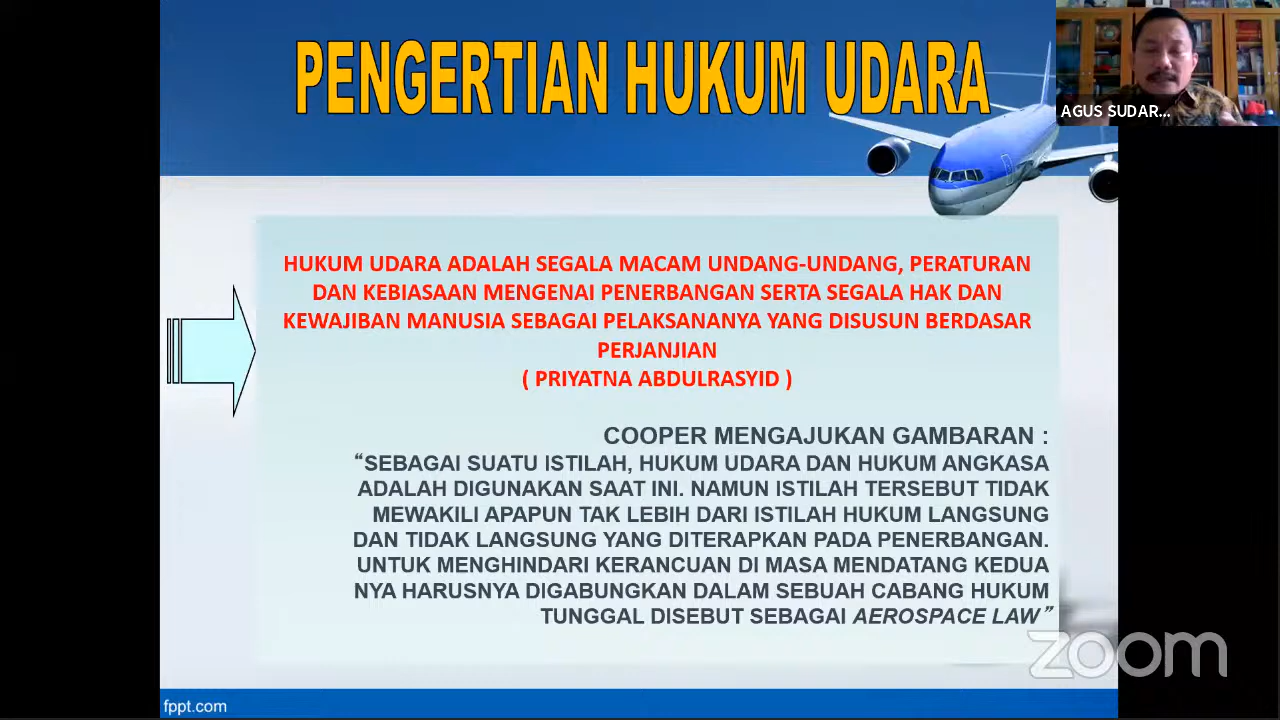 PENGERTIAN HUKUM UDARA
AGUS SUDAR...
HUKUM UDARA ADALAH SEGALA MACAM UNDANG-UNDANG, PERATURAN
DAN KEBIASAAN MENGENAI PENERBANGAN SERTA SEGALA HAK DAN
KEWAJIBAN MANUSIA SEBAGAI PELAKSANANYA YANG DISUSUN BERDASAR
PERJANJIAN
( PRIYATNA ABDULRASYID )
COOPER MENGAJUKAN GAMBARAN :
“SEBAGAI SUATU ISTILAH, HUKUM UDARA DAN HUKUM ANGKASA
ADALAH DIGUNAKAN SAAT INI. NAMUN ISTILAH TERSEBUT TIDAK
MEWAKILI APAPUN TAK LEBIH DARI ISTILAH HUKUM LANGSUNG
DAN TIDAK LANGSUNG YANG DITERAPKAN PADA PENERBANGAN.
UNTUK MENGHINDARI KERANCUAN DI MASA MENDATANG KEDUA
NYA HARUSNYA DIGABUNGKAN DALAM SEBUAH CABANG HUKUM
TUNGGAL DISEBUT SEBAGAI AEROSPACE LAW”
zoom
fppt.com